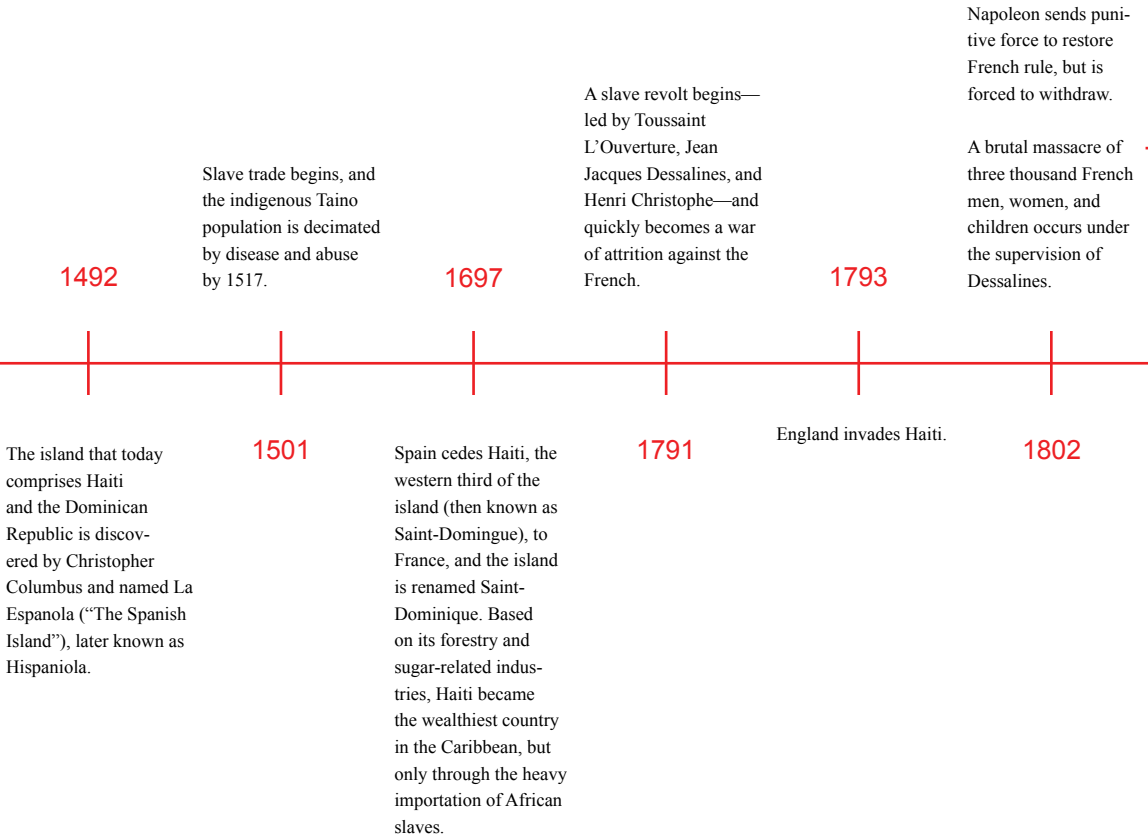 1492
The island that today
comprises Haiti
and the Dominican
Republic is discov-
ered by Christopher
Columbus and named La
Espanola (“The Spanish
Island”), later known as
Hispaniola.
Slave trade begins, and
the indigenous Taino
population is decimated
by disease and abuse
by 1517.
1501
1697
Spain cedes Haiti, the
western third of the
island (then known as
Saint-Domingue), to
France, and the island
is renamed Saint-
Dominique. Based
on its forestry and
sugar-related indus-
tries, Haiti became
the wealthiest country
in the Caribbean, but
only through the heavy
importation of African
slaves.
A slave revolt begins—
led by Toussaint
L’Ouverture, Jean
Jacques Dessalines, and
Henri Christophe—and
quickly becomes a war
of attrition against the
French.
1791
1793
England invades Haiti.
Napoleon sends puni-
tive force to restore
French rule, but is
forced to withdraw.
A brutal massacre of
three thousand French
men, women, and
children occurs under
the supervision of
Dessalines.
1802